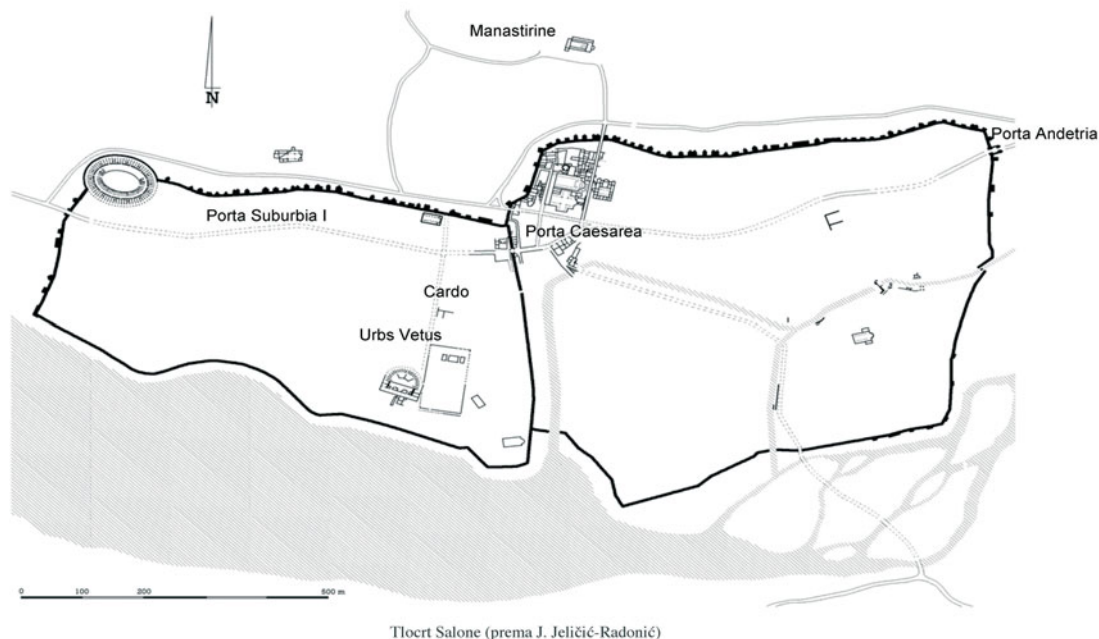 Manastirine
N
Porta Andetria
Porta Suburbia I
Porta Caesarea
Cardo
Urbs Vetus
0 100 200 500 m
Tlocrt Salone (prema J. Jeličić-Radonić)